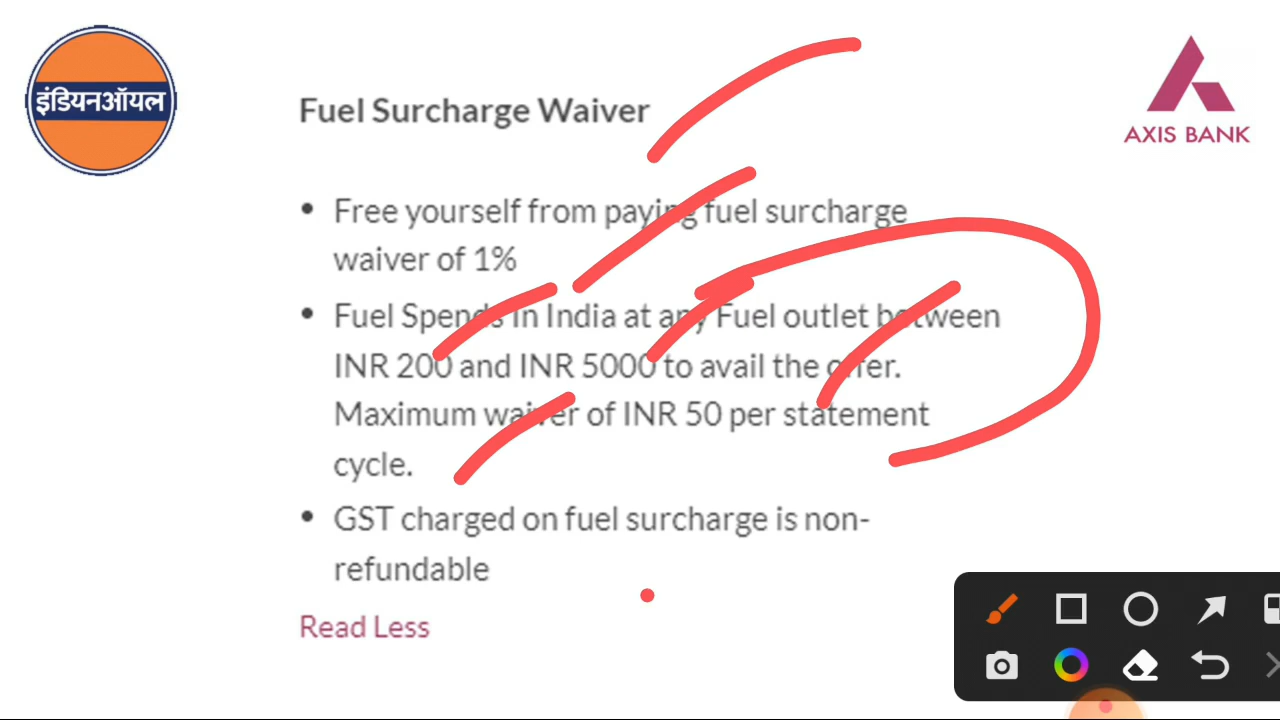 इंडियनऑयल
AXIS BANK
Fuel Surcharge Waiver
• Free yourself from paying fuel surcharge
waiver of 1%
• Fuel Spends in India at any Fuel outlet between
INR 200 and INR 5000 to avail the offer.
Maximum waiver of INR 50 per statement
cycle.
• GST charged on fuel surcharge is non-
refundable
Read Less